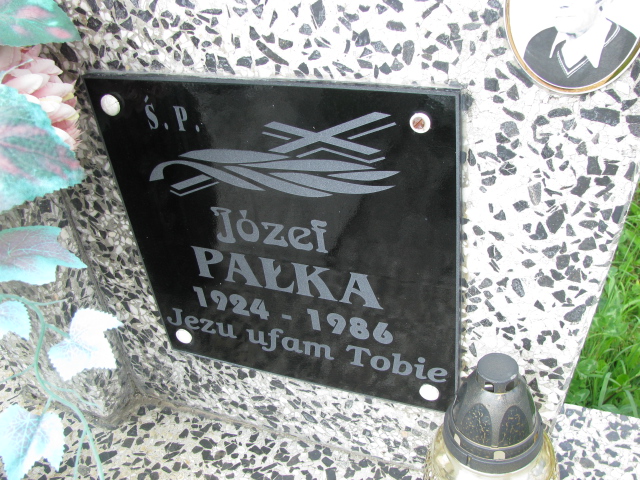 Ś.P.
Józef
PAŁKA
1924 - 1986
Jezu ufam Tobie